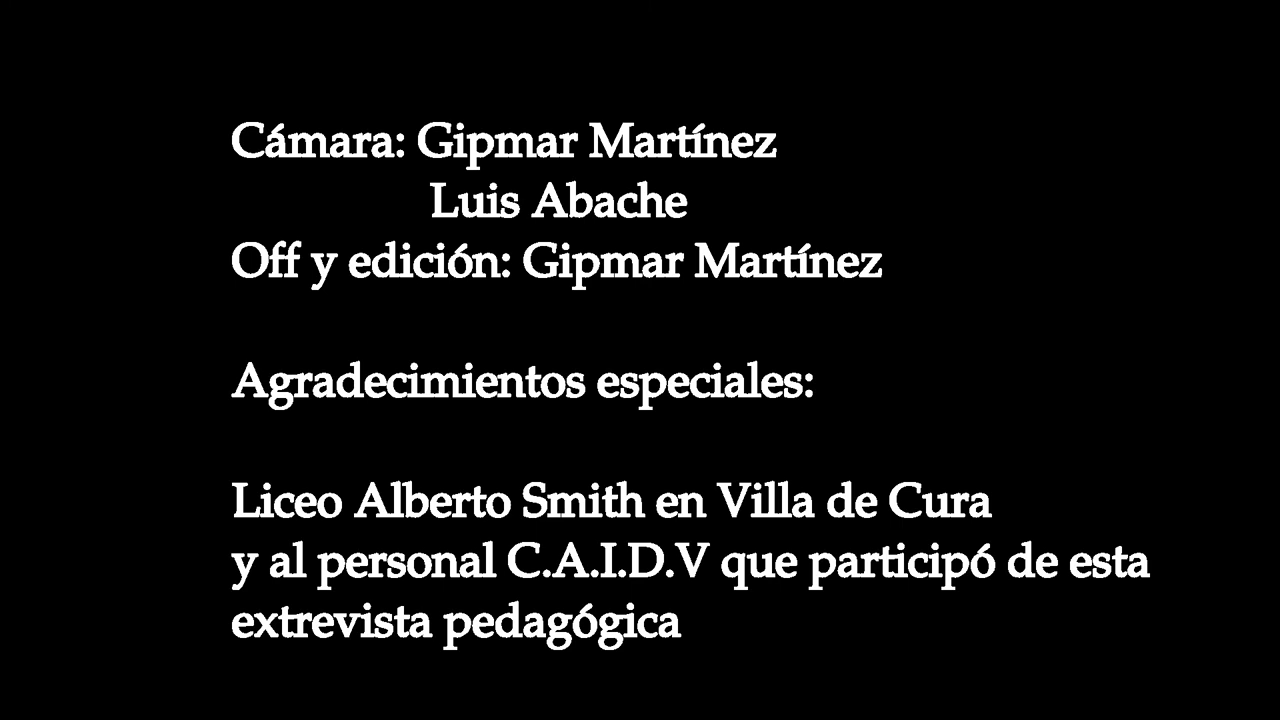 Cámara: Gipmar Martínez
Luis Abache
Off y edición: Gipmar Martínez
Agradecimientos especiales:
Liceo Alberto Smith en Villa de Cura
y al personal C.A.I.D.V que participó de esta
extrevista pedagógica